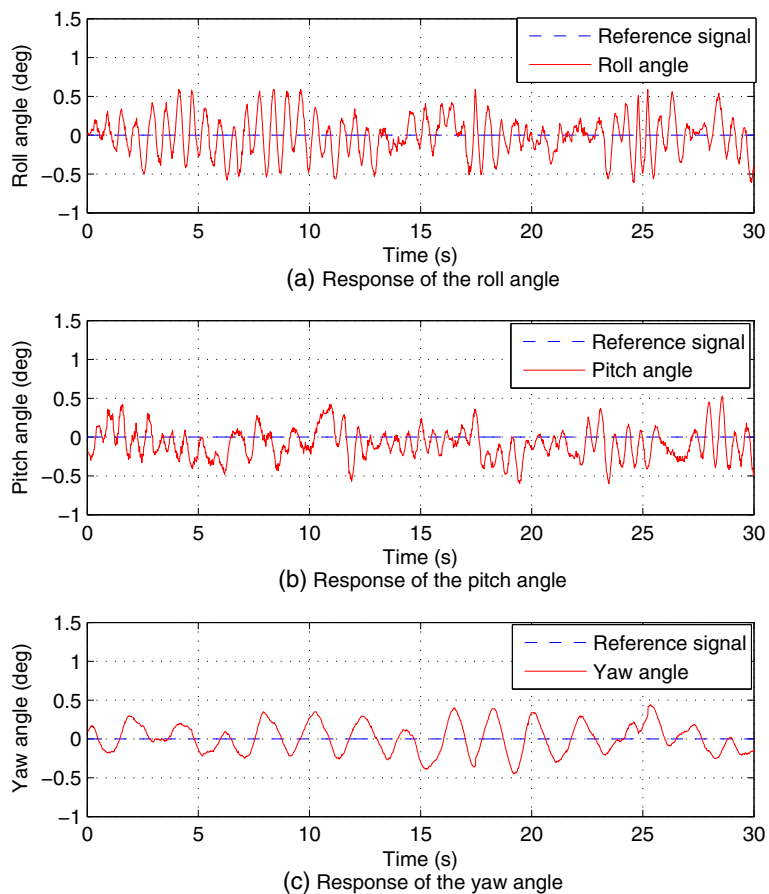 1.5
1
0.5
0
−0.5
−1
Roll angle (deg)
Reference signal
Roll angle
0 5 10 15 20 25 30
Time (s)
(a) Response of the roll angle
1.5
1
0.5
0
−0.5
−1
Pitch angle (deg)
Reference signal
Pitch angle
0 5 10 15 20 25 30
Time (s)
(b) Response of the pitch angle
1.5
1
0.5
0
−0.5
−1
Yaw angle (deg)
Reference signal
Yaw angle
0 5 10 15 20 25 30
Time (s)
(c) Response of the yaw angle